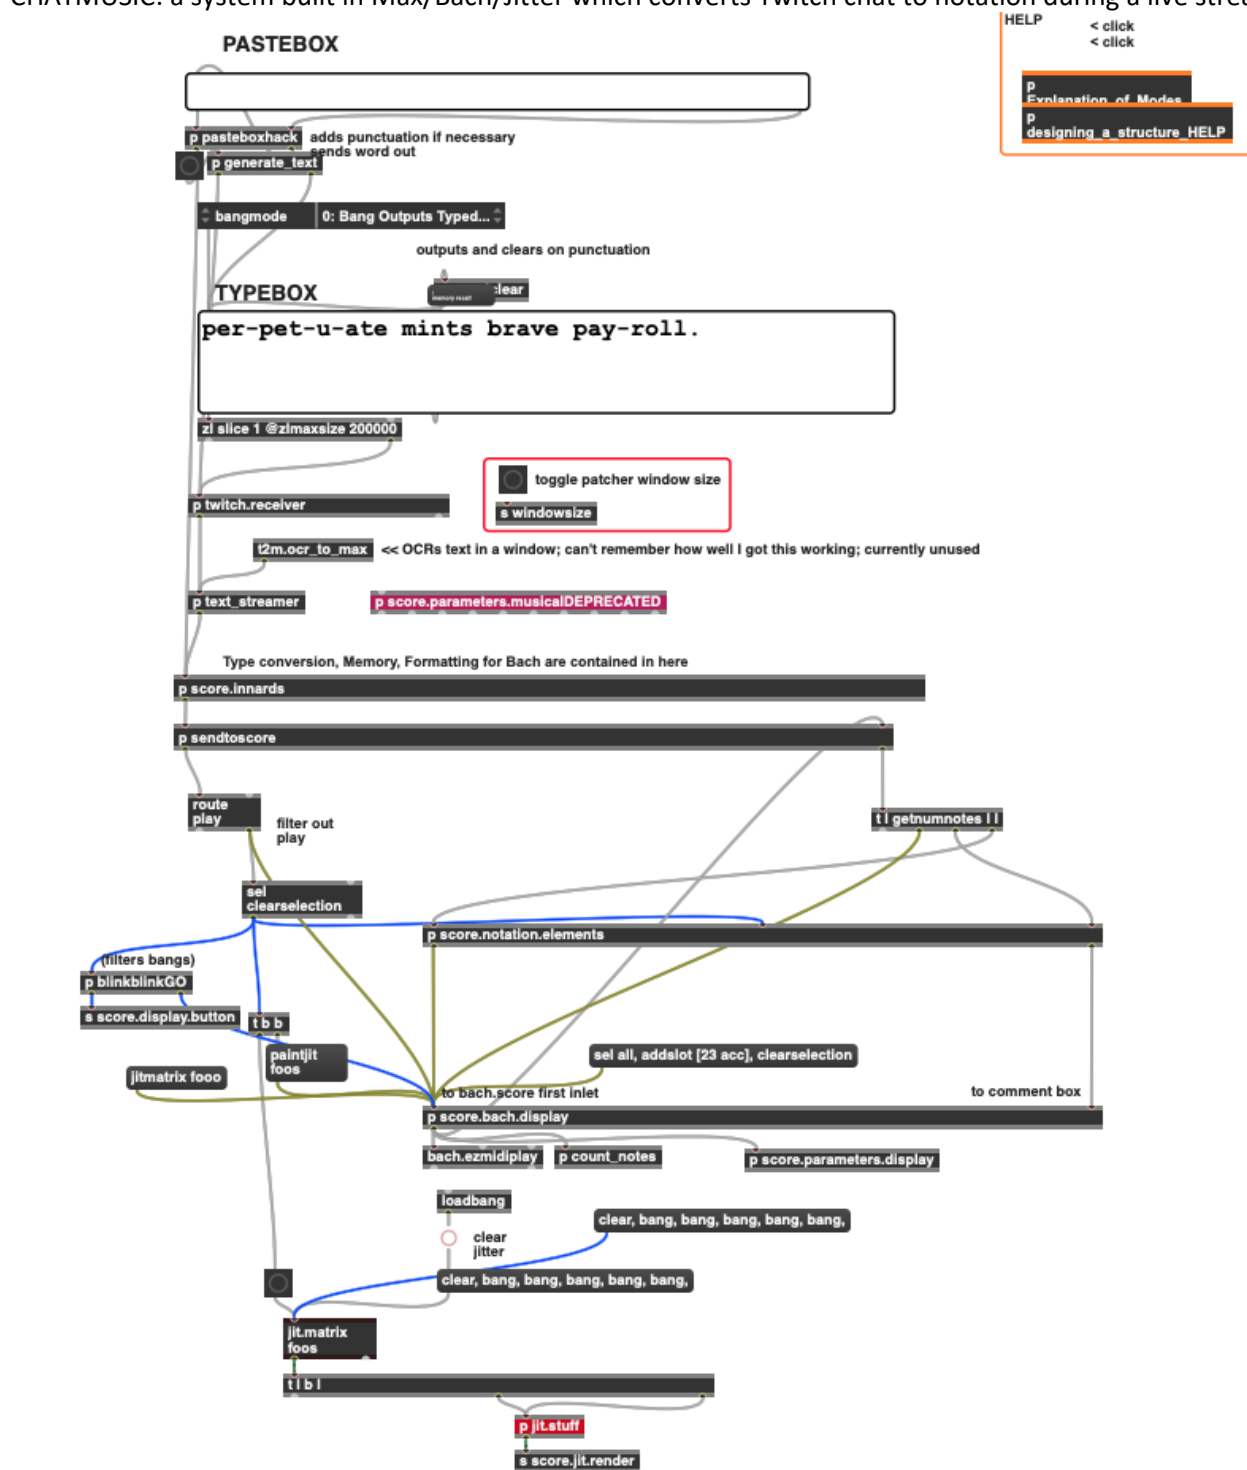 CHATMUSIC: a system built in Max/Bach/Jitter which converts Twitch chat to notation during a live
HELP
< click
< click
PASTEBOX
p
Explanation_of_Modes
p
designing_a_structure_HELP
p pasteboxhack
adds punctuation if necessary
sends word out
p generate_text
bangmode
0: Bang Outputs Typed...
outputs and clears on punctuation
TYPEBOX
memory recall
clear
per-pet-u-ate mints brave pay-roll.
zl slice 1 @zlmaxsize 200000
toggle patcher window size
p twitch.receiver
s windowsize
t2m.ocr_to_max
<< OCRs text in a window; can't remember how well I got this working; currently unused
p text_streamer
p score.parameters.musicalDEPRECATED
Type conversion, Memory, Formatting for Bach are contained in here
p score.innards
p sendtoscore
route
play
filter out
play
t l getnumnotes l l
sel
clearselection
p score.notation.elements
(filters bangs)
p blinkblinkGO
s score.display.button
t b b
paintjit
foos
sel all, addslot [23 acc], clearselection
jitmatrix fooo
to bach.score first inlet
to comment box
p score.bach.display
bach.ezmidiplay
p count_notes
p score.parameters.display
loadbang
clear, bang, bang, bang, bang, bang,
clear
jitter
clear, bang, bang, bang, bang, bang,
jit.matrix
foos
t l b l
p jit.stuff
s score.jit.render